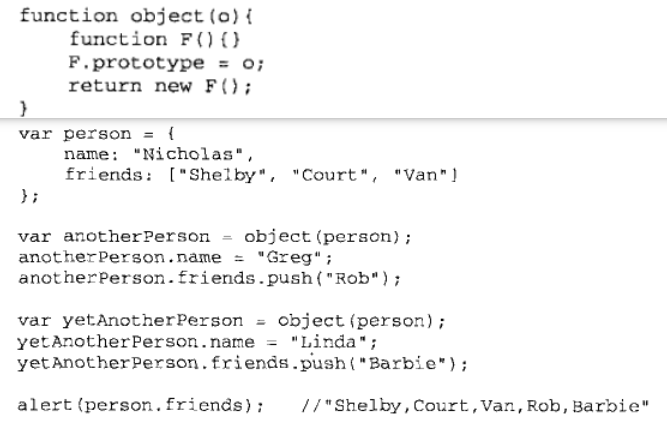 function object(o){
    function F(){}
    F.prototype = o;
    return new F();
}
var person = {
    name: "Nicholas",
    friends: ["Shelby", "Court", "Van"]
};

var anotherPerson = object(person);
anotherPerson.name = "Greg";
anotherPerson.friends.push("Rob");

var yetAnotherPerson = object(person);
yetAnotherPerson.name = "Linda";
yetAnotherPerson.friends.push("Barbie");

alert(person.friends);   //"Shelby,Court,Van,Rob,Barbie"